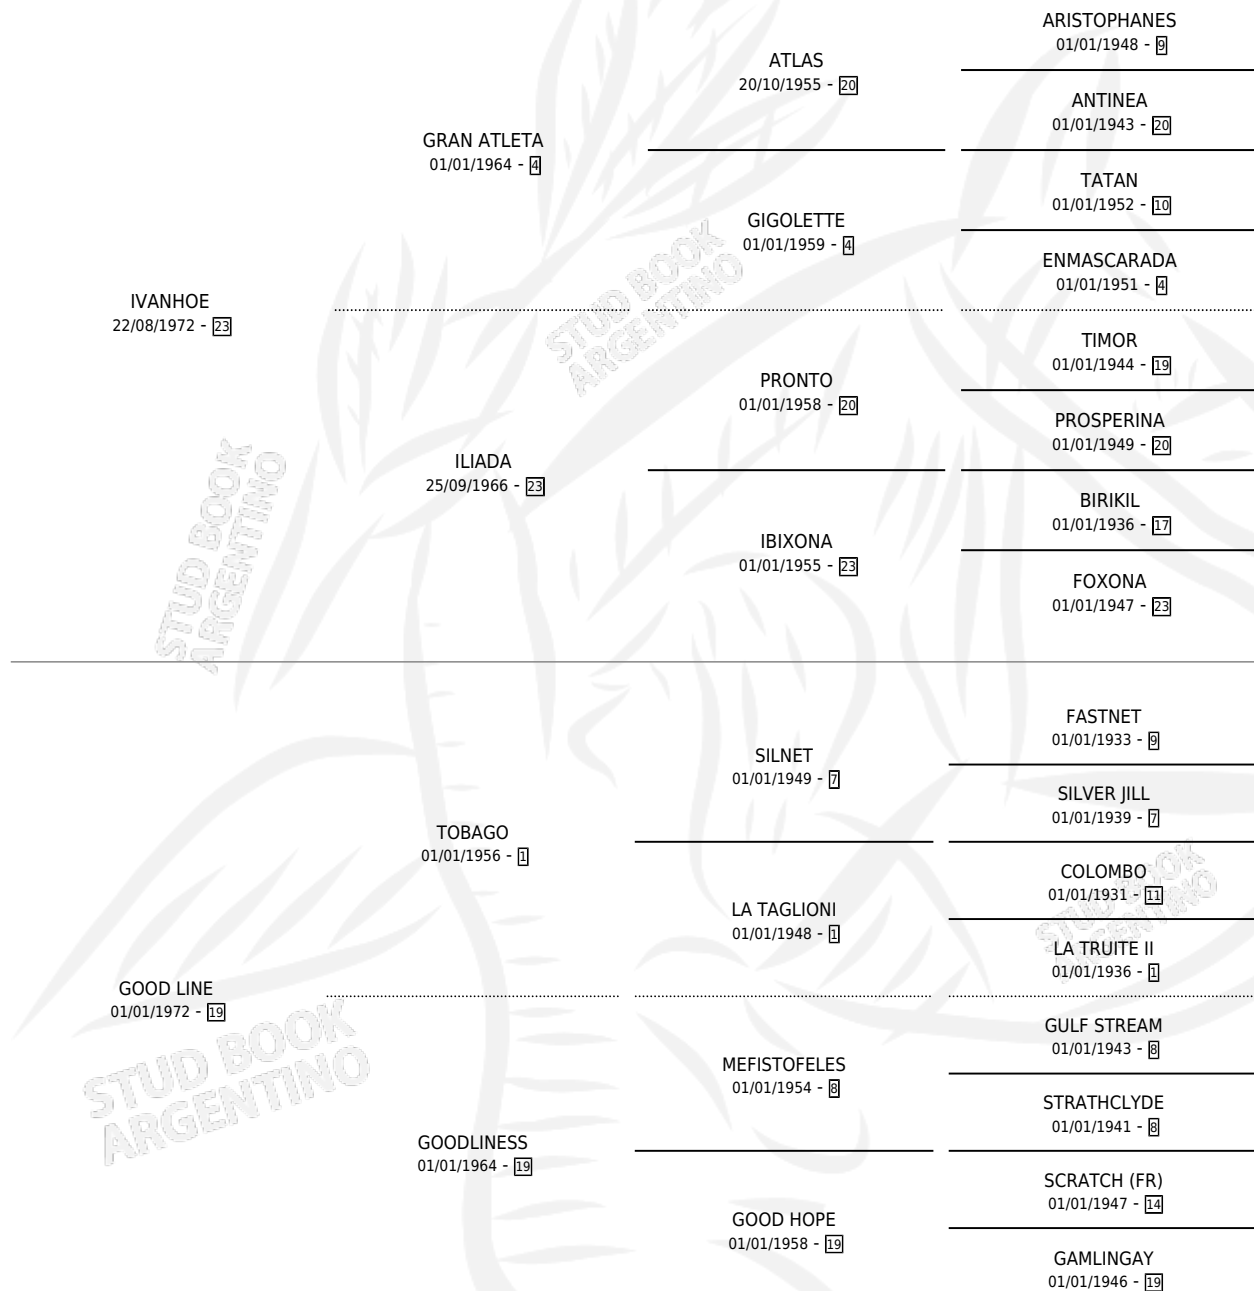 ARISTOPHANES
01/01/1948 - 9
ATLAS
20/10/1955 - 20
ANTINEA
01/01/1943 - 20
GRAN ATLETA
01/01/1964 - 4
TATAN
01/01/1952 - 10
GIGOLETTE
01/01/1959 - 4
ENMASCARADA
01/01/1951 - 4
IVANHOE
22/08/1972 - 23
STUD BOOK
ARGENTINO
TIMOR
01/01/1944 - 19
PRONTO
01/01/1958 - 20
PROSPERINA
01/01/1949 - 20
ILIADA
25/09/1966 - 23
BIRIKIL
01/01/1936 - 17
IBIXONA
01/01/1955 - 23
FOXONA
01/01/1947 - 23
STUD BOOK
ARGENTINO
FASTNET
01/01/1933 - 9
SILNET
01/01/1949 - 7
SILVER JILL
01/01/1939 - 7
TOBAGO
01/01/1956 - 1
COLOMBO
01/01/1931 - 11
LA TAGLIONI
01/01/1948 - 1
STUD BOOK
ARGENTINO
LA TRUITE II
01/01/1936 - 1
GOOD LINE
01/01/1972 - 19
GULF STREAM
01/01/1943 - 8
MEFISTOFELES
01/01/1954 - 8
STRATHCLYDE
01/01/1941 - 8
STUD BOOK
ARGENTINO
GOODLINESS
01/01/1964 - 19
SCRATCH (FR)
01/01/1947 - 14
GOOD HOPE
01/01/1958 - 19
GAMLINGAY
01/01/1946 - 19